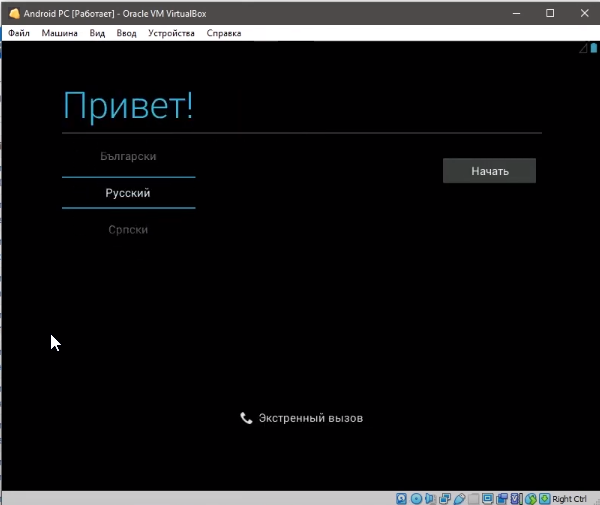 Android PC [Работает] - Oracle VM VirtualBox
Файл Машина Вид Ввод Устройства Справка
Привет!
Български
Русский
Начать
Српски
Экстренный вызов
Right Ctrl